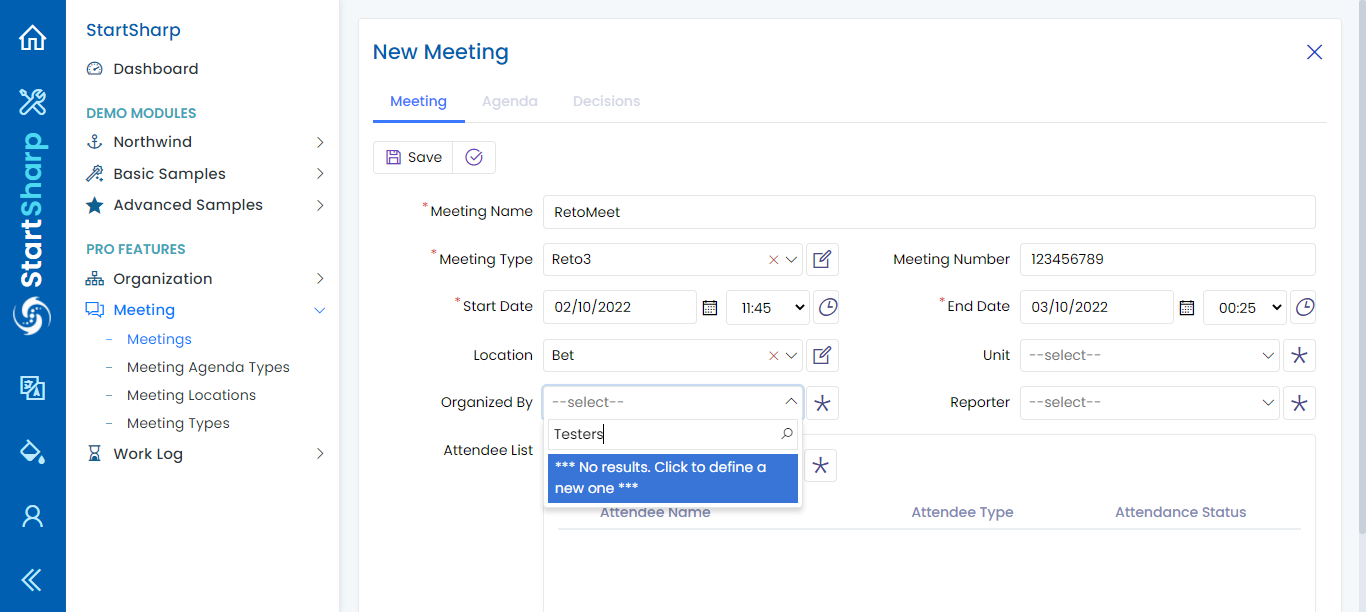 StartSharp
StartSharp
Dashboard
DEMO MODULES
Northwind
Basic Samples
Advanced Samples
PRO FEATURES
Organization
Meeting
– Meetings
– Meeting Agenda Types
– Meeting Locations
– Meeting Types
Work Log
New Meeting
Meeting Agenda Decisions
Save
*Meeting Name RetoMeet
*Meeting Type Reto3 Meeting Number 123456789
*Start Date 02/10/2022 11:45 *End Date 03/10/2022 00:25
Location Bet Unit --select--
Organized By --select-- Reporter --select--
Testers
Attendee List
*** No results. Click to define a
new one ***
Attendee Name Attendee Type Attendance Status